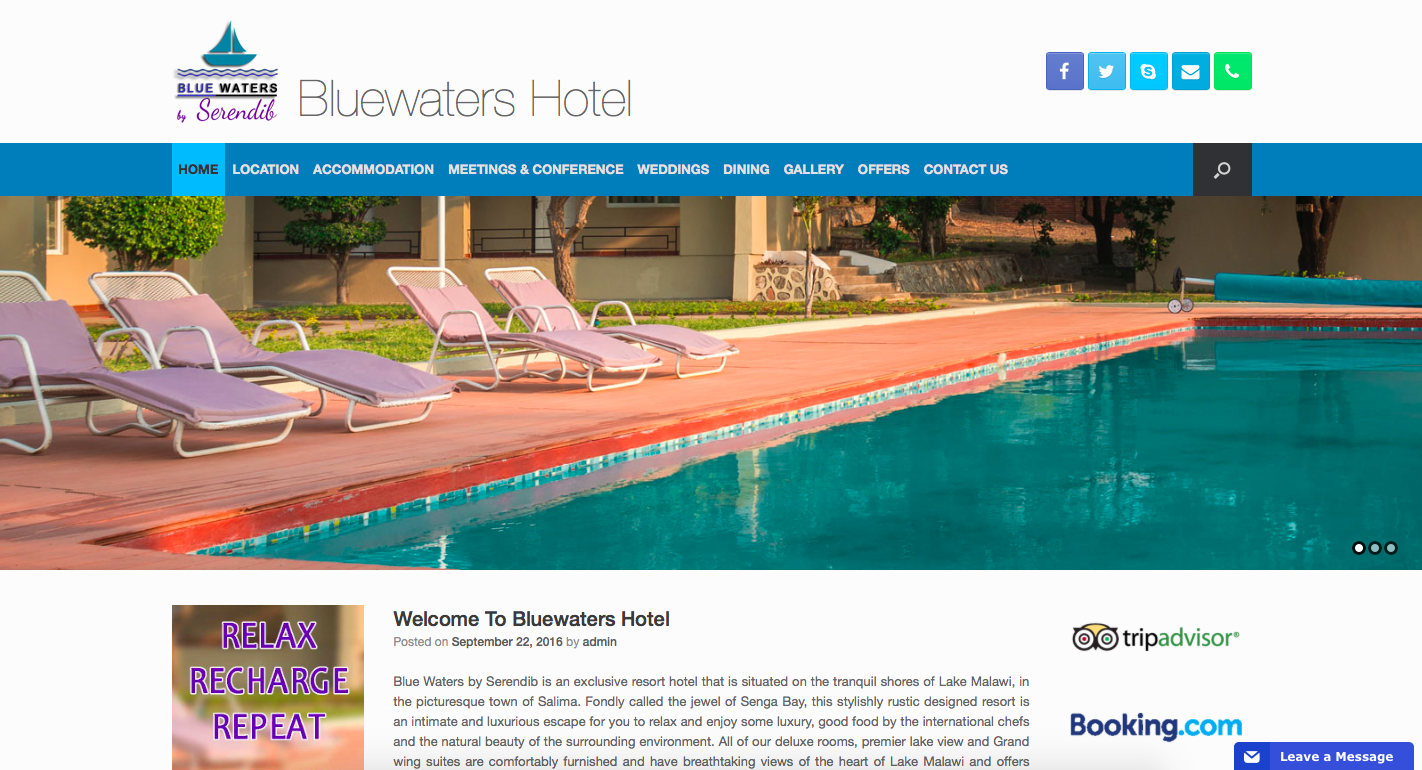 BLUE WATERS
by Serendib
Bluewaters Hotel
HOME LOCATION ACCOMMODATION MEETINGS & CONFERENCE WEDDINGS DINING GALLERY OFFERS CONTACT US
RELAX
RECHARGE
REPEAT
Welcome To Bluewaters Hotel
Posted on September 22, 2016 by admin
Blue Waters by Serendib is an exclusive resort hotel that is situated on the tranquil shores of Lake Malawi, in
the picturesque town of Salima. Fondly called the jewel of Senga Bay, this stylishly rustic designed resort is
an intimate and luxurious escape for you to relax and enjoy some luxury, good food by the international chefs
and the natural beauty of the surrounding environment. All of our deluxe rooms, premier lake view and Grand
wing suites are comfortably furnished and have breathtaking views of the heart of Lake Malawi and offers
tripadvisor®
Booking.com
Leave a Message